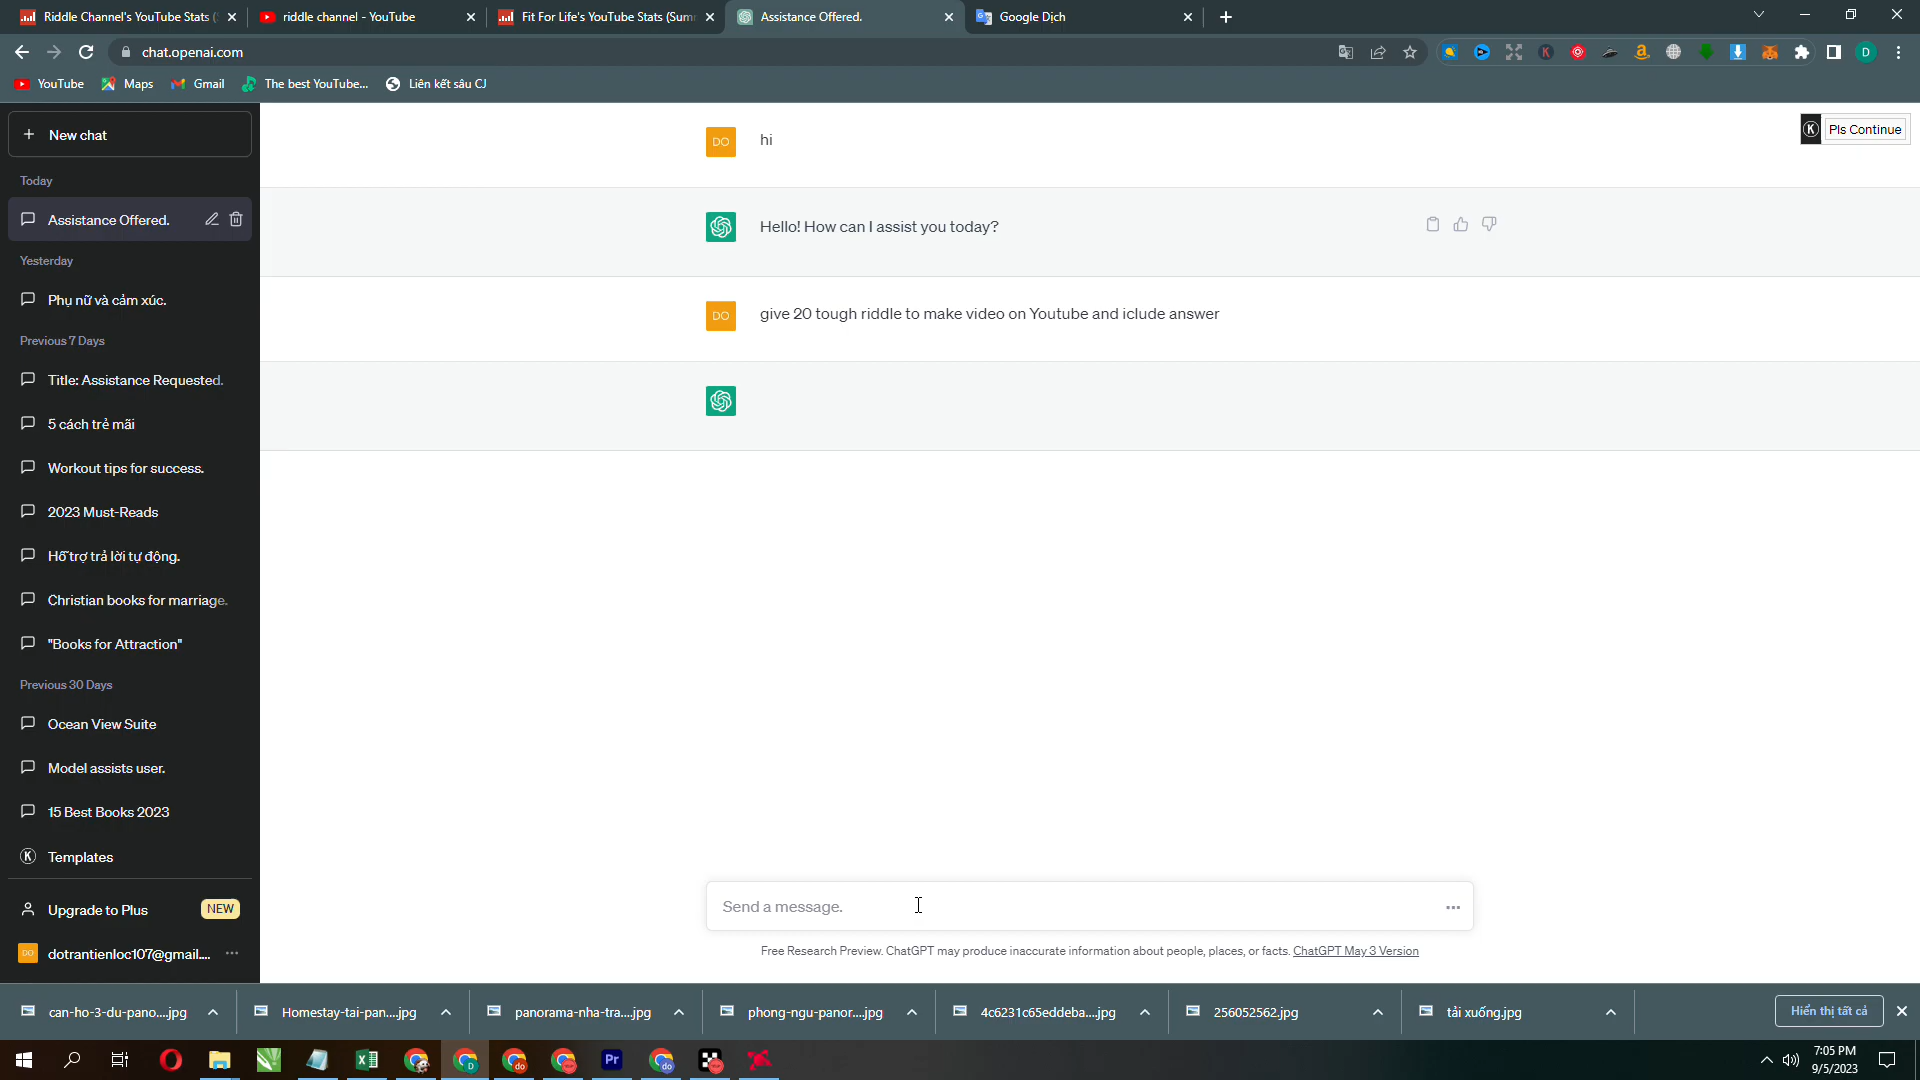 Riddle Channel's YouTube Stats (
riddle channel - YouTube
Fit For Life's YouTube Stats (Sum
Assistance Offered.
Google Dịch
chat.openai.com
YouTube
Maps
Gmail
The best YouTube...
Liên kết sâu CJ
New chat
Today
Assistance Offered.
Yesterday
Phụ nữ và cảm xúc.
Previous 7 Days
Title: Assistance Requested.
5 cách trẻ mãi
Workout tips for success.
2023 Must-Reads
Hỗ trợ trả lời tự động.
Christian books for marriage.
"Books for Attraction"
Previous 30 Days
Ocean View Suite
Model assists user.
15 Best Books 2023
Templates
Upgrade to Plus
NEW
DO
dotrantienloc107@gmail....
Pls Continue
DO
hi
Hello! How can I assist you today?
DO
give 20 tough riddle to make video on Youtube and iclude answer
Send a message.
Free Research Preview. ChatGPT may produce inaccurate information about people, places, or facts. ChatGPT May 3 Version
can-ho-3-du-pano....jpg
Homestay-tai-pan....jpg
panorama-nha-tra....jpg
phong-ngu-panor....jpg
4c6231c65eddeba....jpg
256052562.jpg
tải xuống.jpg
Hiển thị tất cả
7:05 PM
9/5/2023